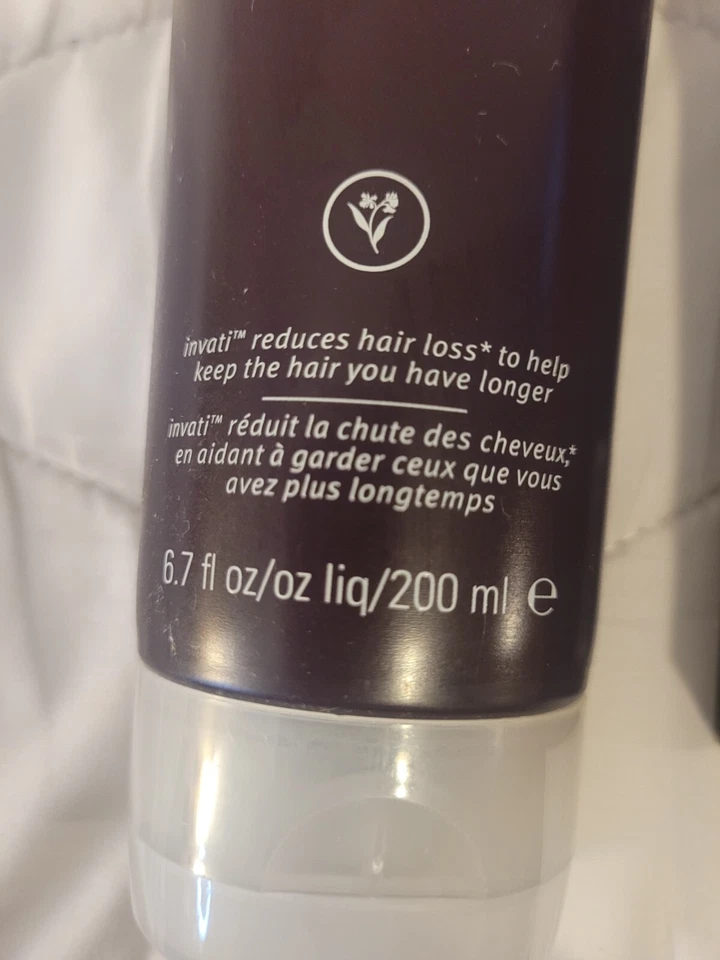 invati™ reduces hair loss* to help
keep the hair you have longer
invati™ réduit la chute des cheveux,*
en aidant à garder ceux que vous
avez plus longtemps
6.7 fl oz/oz liq/200 ml ℮